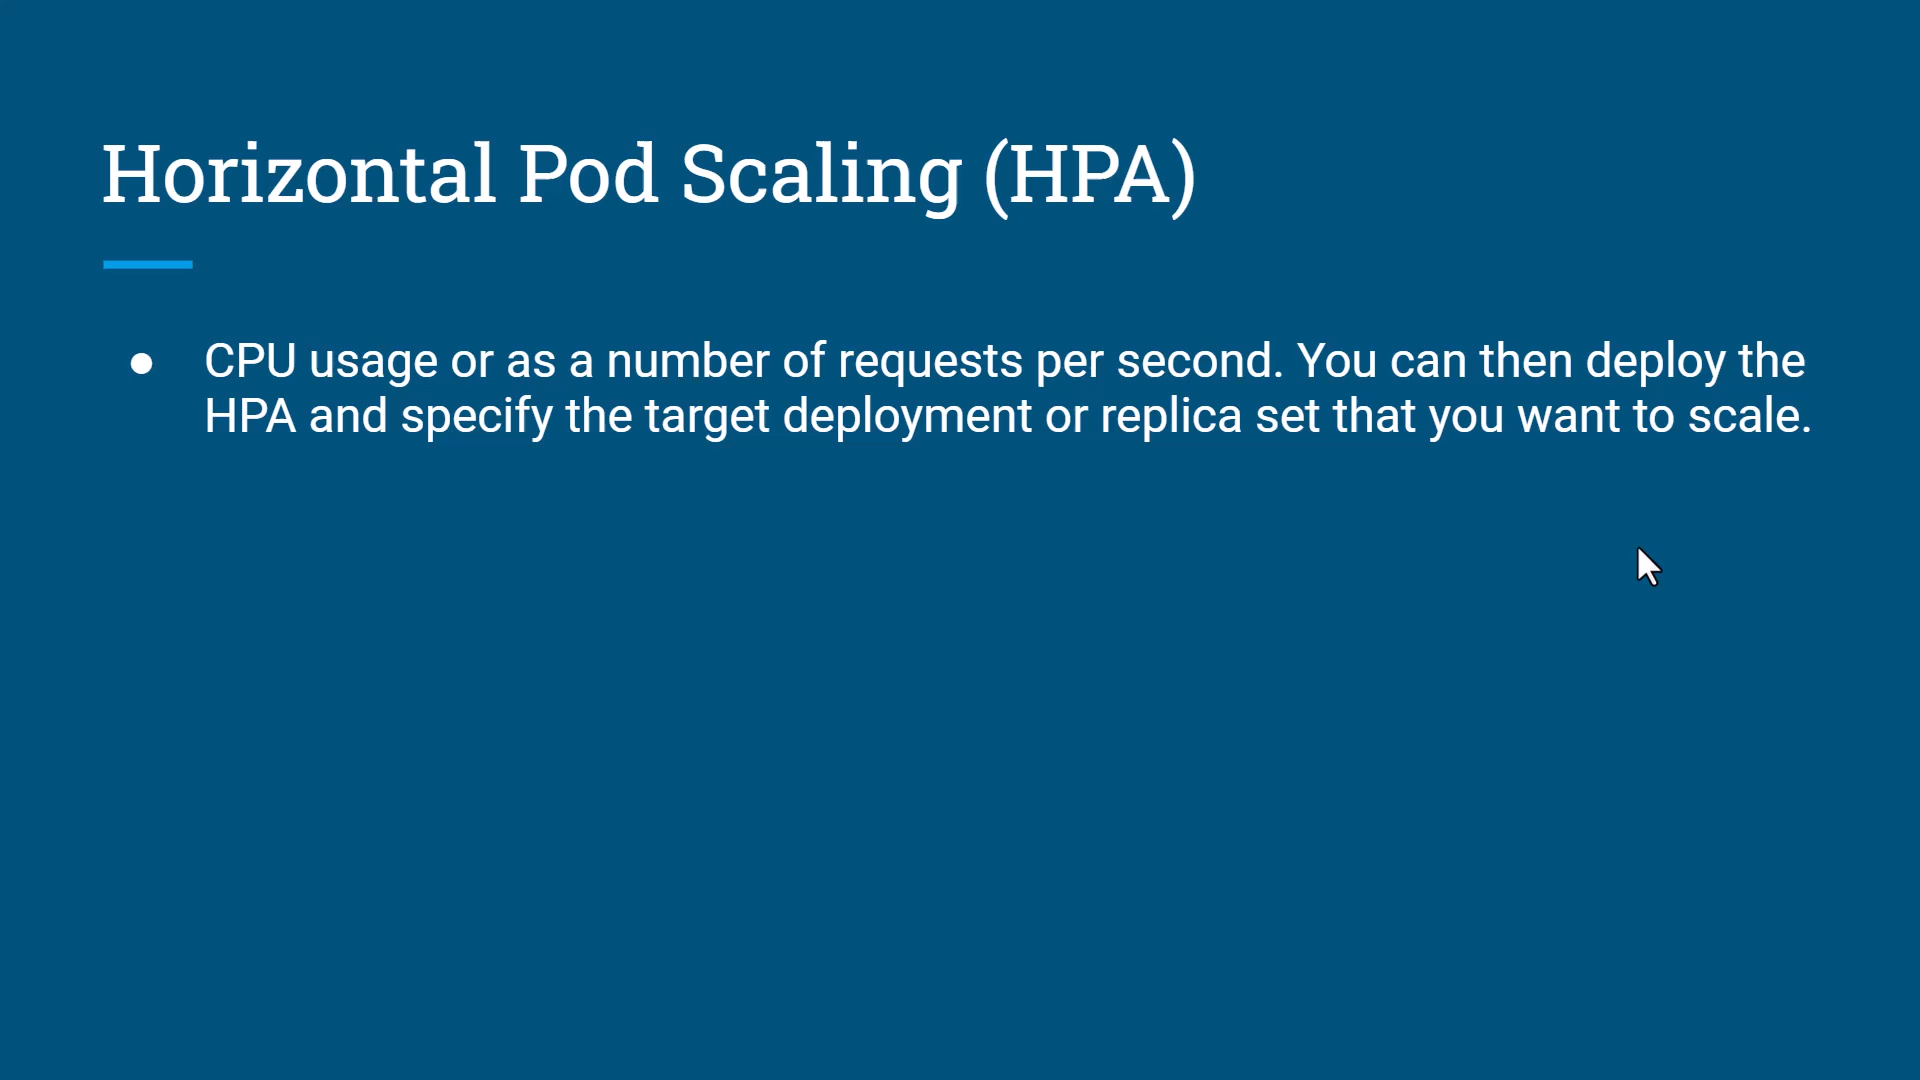 Horizontal Pod Scaling (HPA)
● CPU usage or as a number of requests per second. You can then deploy the
HPA and specify the target deployment or replica set that you want to scale.